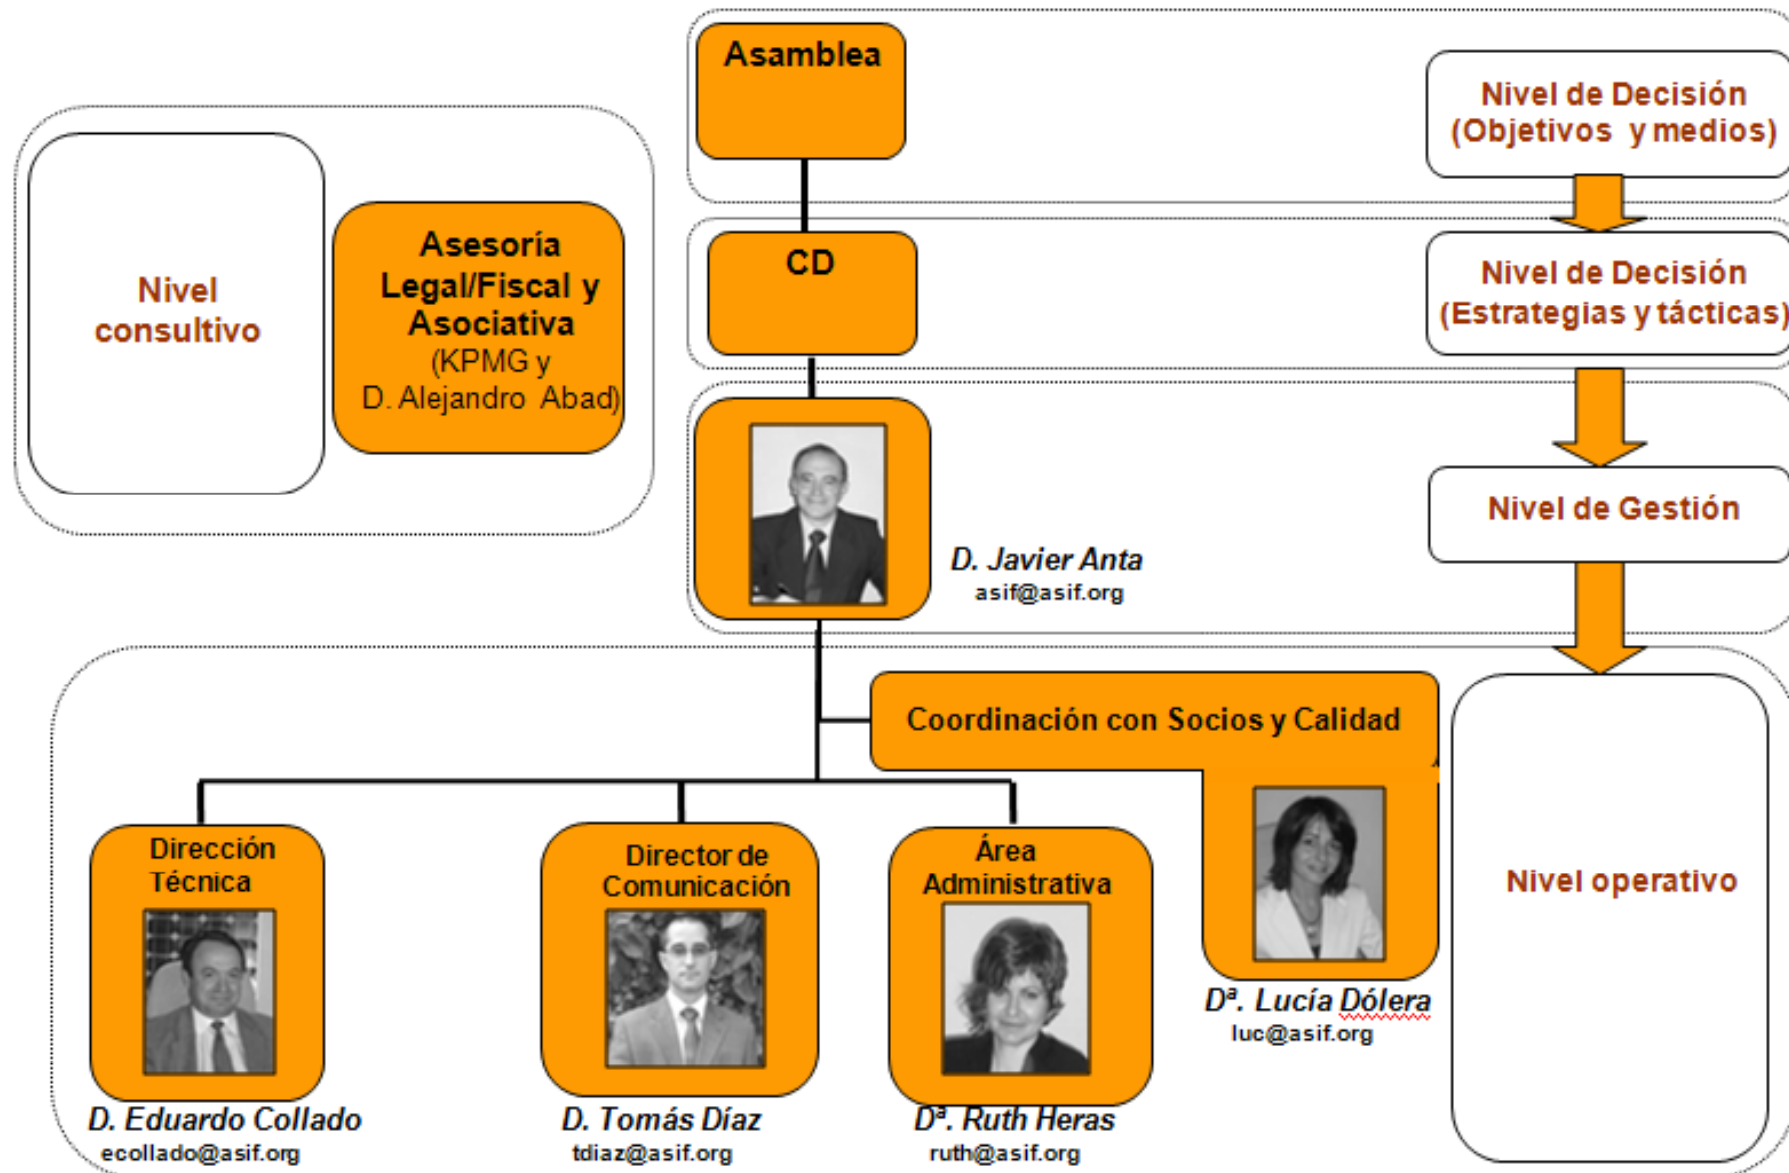 Asamblea
Nivel de Decisión
(Objetivos y medios)
Nivel
consultivo
Asesoría
Legal/Fiscal y
Asociativa
(KPMG y
D. Alejandro Abad)
CD
Nivel de Decisión
(Estrategias y tácticas)
D. Javier Anta
asif@asif.org
Nivel de Gestión
Coordinación con Socios y Calidad
Dirección
Técnica
Director de
Comunicación
Área
Administrativa
Nivel operativo
D. Eduardo Collado
ecollado@asif.org
D. Tomás Díaz
tdiaz@asif.org
Dª. Ruth Heras
ruth@asif.org
Dª. Lucía Dólera
luc@asif.org